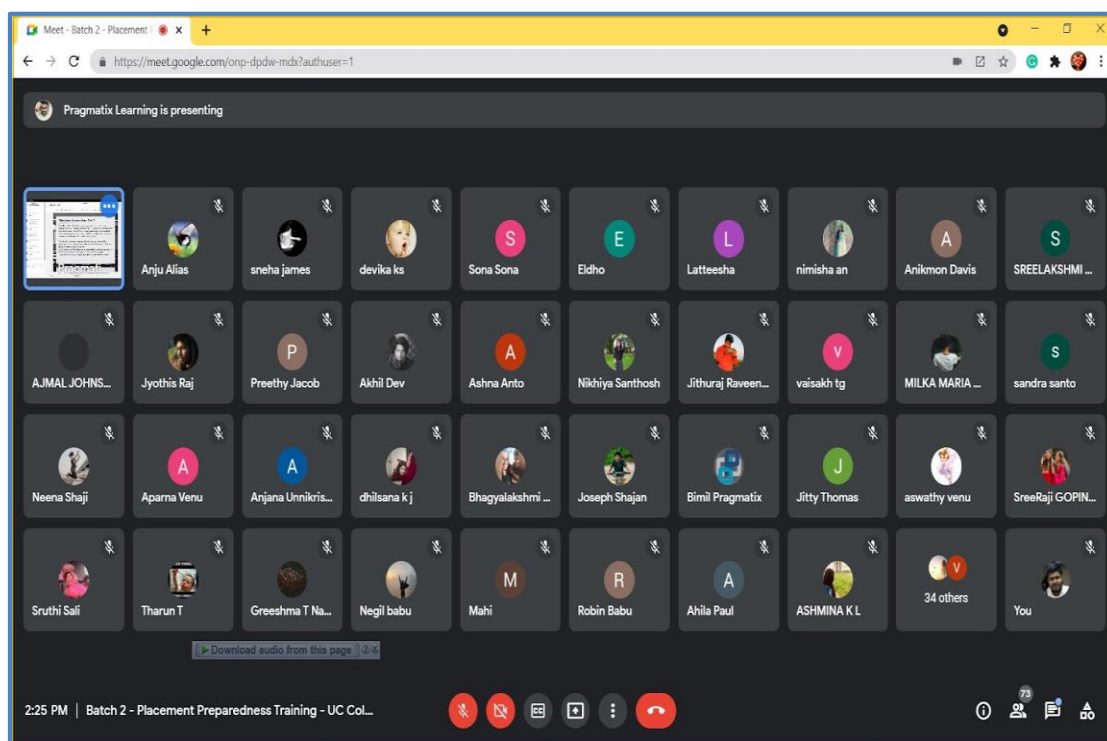 Meet - Batch 2 - Placement
https://meet.google.com/onp-dpdw-mdx?authuser=1
Pragmatix Learning is presenting
Pragmati...
Anju Alias
sneha james
devika ks
S
Sona Sona
E
Eldho
L
Latteesha
nimisha an
A
Anikmon Davis
S
SREELAKSHMI ...
AJMAL JOHNS...
Jyothis Raj
P
Preethy Jacob
Akhil Dev
A
Ashna Anto
Nikhiya Santhosh
Jithuraj Raveen...
v
vaisakh tg
MILKA MARIA ...
s
sandra santo
Neena Shaji
A
Aparna Venu
A
Anjana Unnikris...
dhilsana k j
Bhagyalakshmi ...
Joseph Shajan
Bimil Pragmatix
J
Jitty Thomas
aswathy venu
SreeRaji GOPIN...
Sruthi Sali
Tharun T
Greeshma T Na...
Negil babu
M
Mahi
R
Robin Babu
A
Ahila Paul
ASHMINA K L
V
34 others
You
Download audio from this page
2:25 PM | Batch 2 - Placement Preparedness Training - UC Col...
73